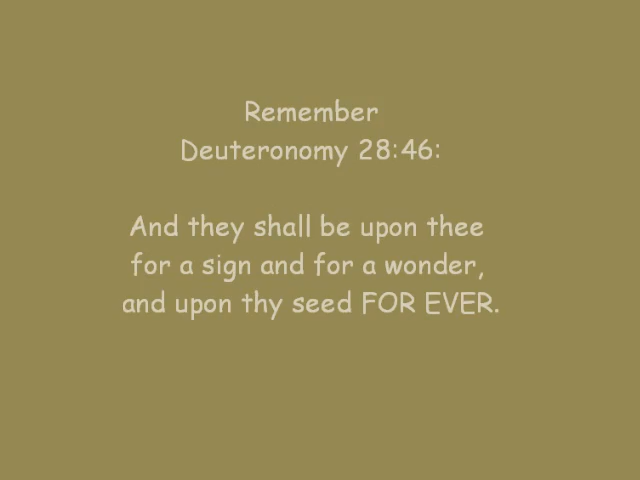 Remember
Deuteronomy 28:46:
And they shall be upon thee
for a sign and for a wonder,
and upon thy seed FOR EVER.